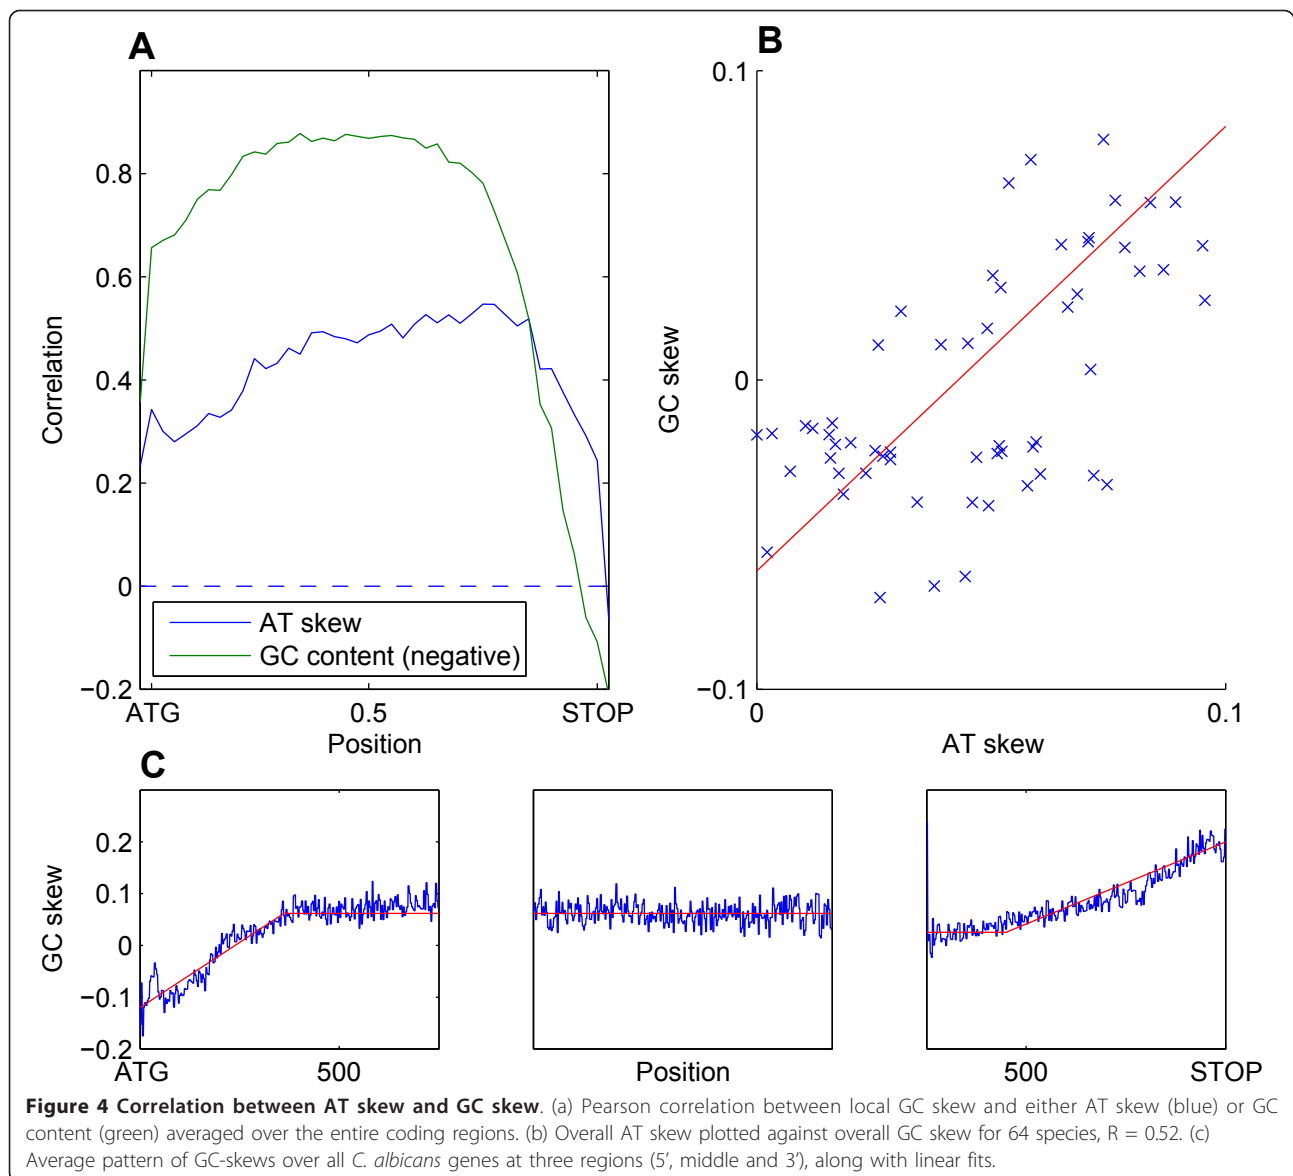 A
0.8
0.6
0.4
0.2
0
−0.2
Correlation
AT skew
GC content (negative)
ATG 0.5 STOP
Position
B
0.1
0
−0.1
GC skew
0 0.1
AT skew
C
0.2
0.1
0
−0.1
−0.2
GC skew
ATG 500
Position
500 STOP
Figure 4 Correlation between AT skew and GC skew. (a) Pearson correlation between local GC skew and either AT skew (blue) or GC
content (green) averaged over the entire coding regions. (b) Overall AT skew plotted against overall GC skew for 64 species, R = 0.52. (c)
Average pattern of GC-skews over all C. albicans genes at three regions (5’, middle and 3’), along with linear fits.